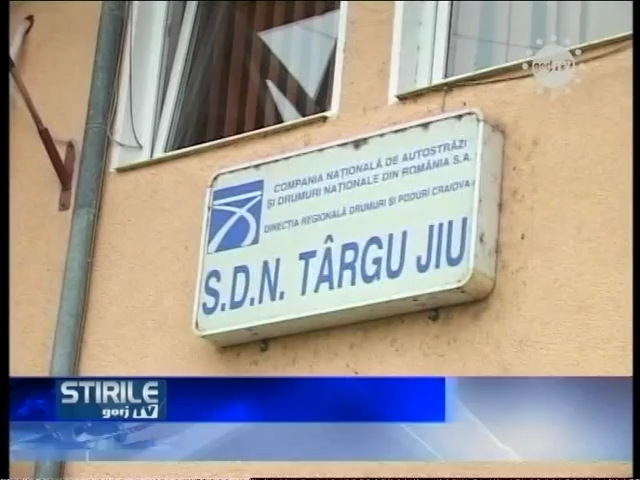 COMPANIA NAȚIONALĂ DE AUTOSTRĂZI
ȘI DRUMURI NAȚIONALE DIN ROMÂNIA S.A.
DIRECȚIA REGIONALĂ DRUMURI ȘI PODURI CRAIOVA
S.D.N. TÂRGU JIU
STIRILE
gorj